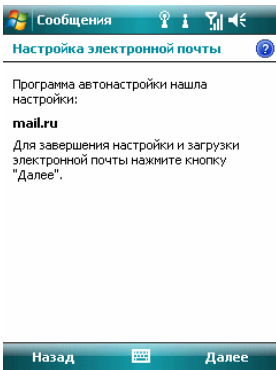 Сообщения
Настройка электронной почты
Программа автонастройки нашла
настройки:
mail.ru
Для завершения настройки и загрузки
электронной почты нажмите кнопку
"Далее".
Назад Далее